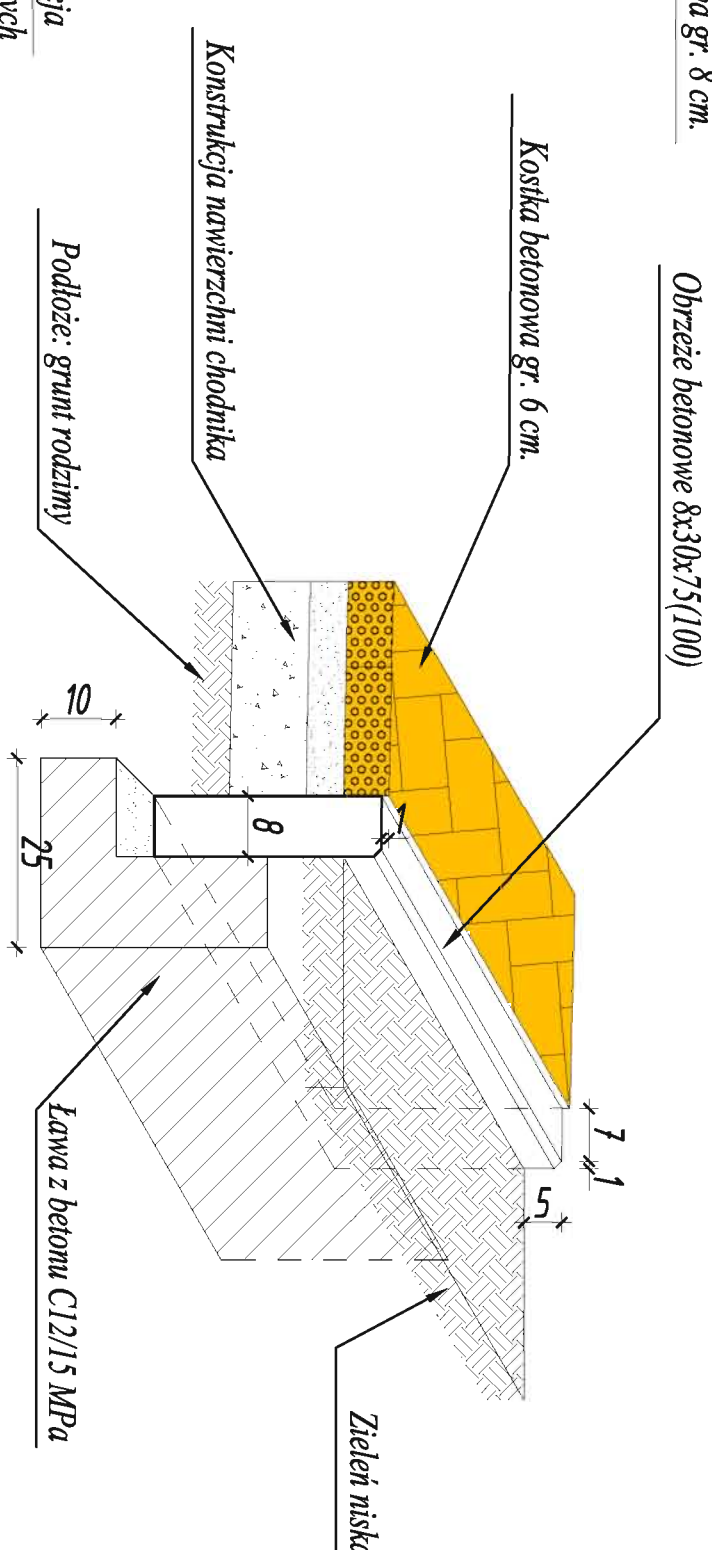 wa gr. 8 cm.
Obrzeże betonowe 8x30x75(100)
Kostka betonowa gr. 6 cm.
Konstrukcja nawierzchni chodnika
Podłoże: grunt rodzimy
cja
ych
10
25
8
1
7
1
5
Ława z betonu C12/15 MPa
Zieleń niska